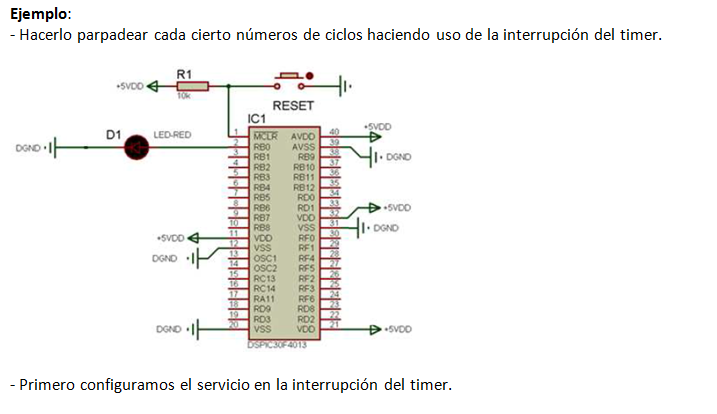 Ejemplo:
- Hacerlo parpadear cada cierto números de ciclos haciendo uso de la interrupción del timer.
R1
+5VDD
10k
RESET
IC1
D1
LED-RED
DGND
1 MCLR AVDD 40 +5VDD
2 RB0 AVSS 39
3 RB1 RB9 38 DGND
4 RB2 RB10 37
5 RB3 RB11 36
6 RB4 RB12 35
7 RB5 RD0 34
8 RB6 RD1 33 +5VDD
9 RB7 VDD 32
10 RB8 VSS 31 DGND
+5VDD 11 VDD RF0 30
12 VSS RF1 29
DGND 13 OSC1 RF4 28
14 OSC2 RF5 27
15 RC13 RF2 26
16 RC14 RF3 25
17 RA11 RF6 24
18 RD9 RD8 23
19 RD3 RD2 22
DGND 20 VSS VDD 21 +5VDD
DSPIC30F4013
- Primero configuramos el servicio en la interrupción del timer.